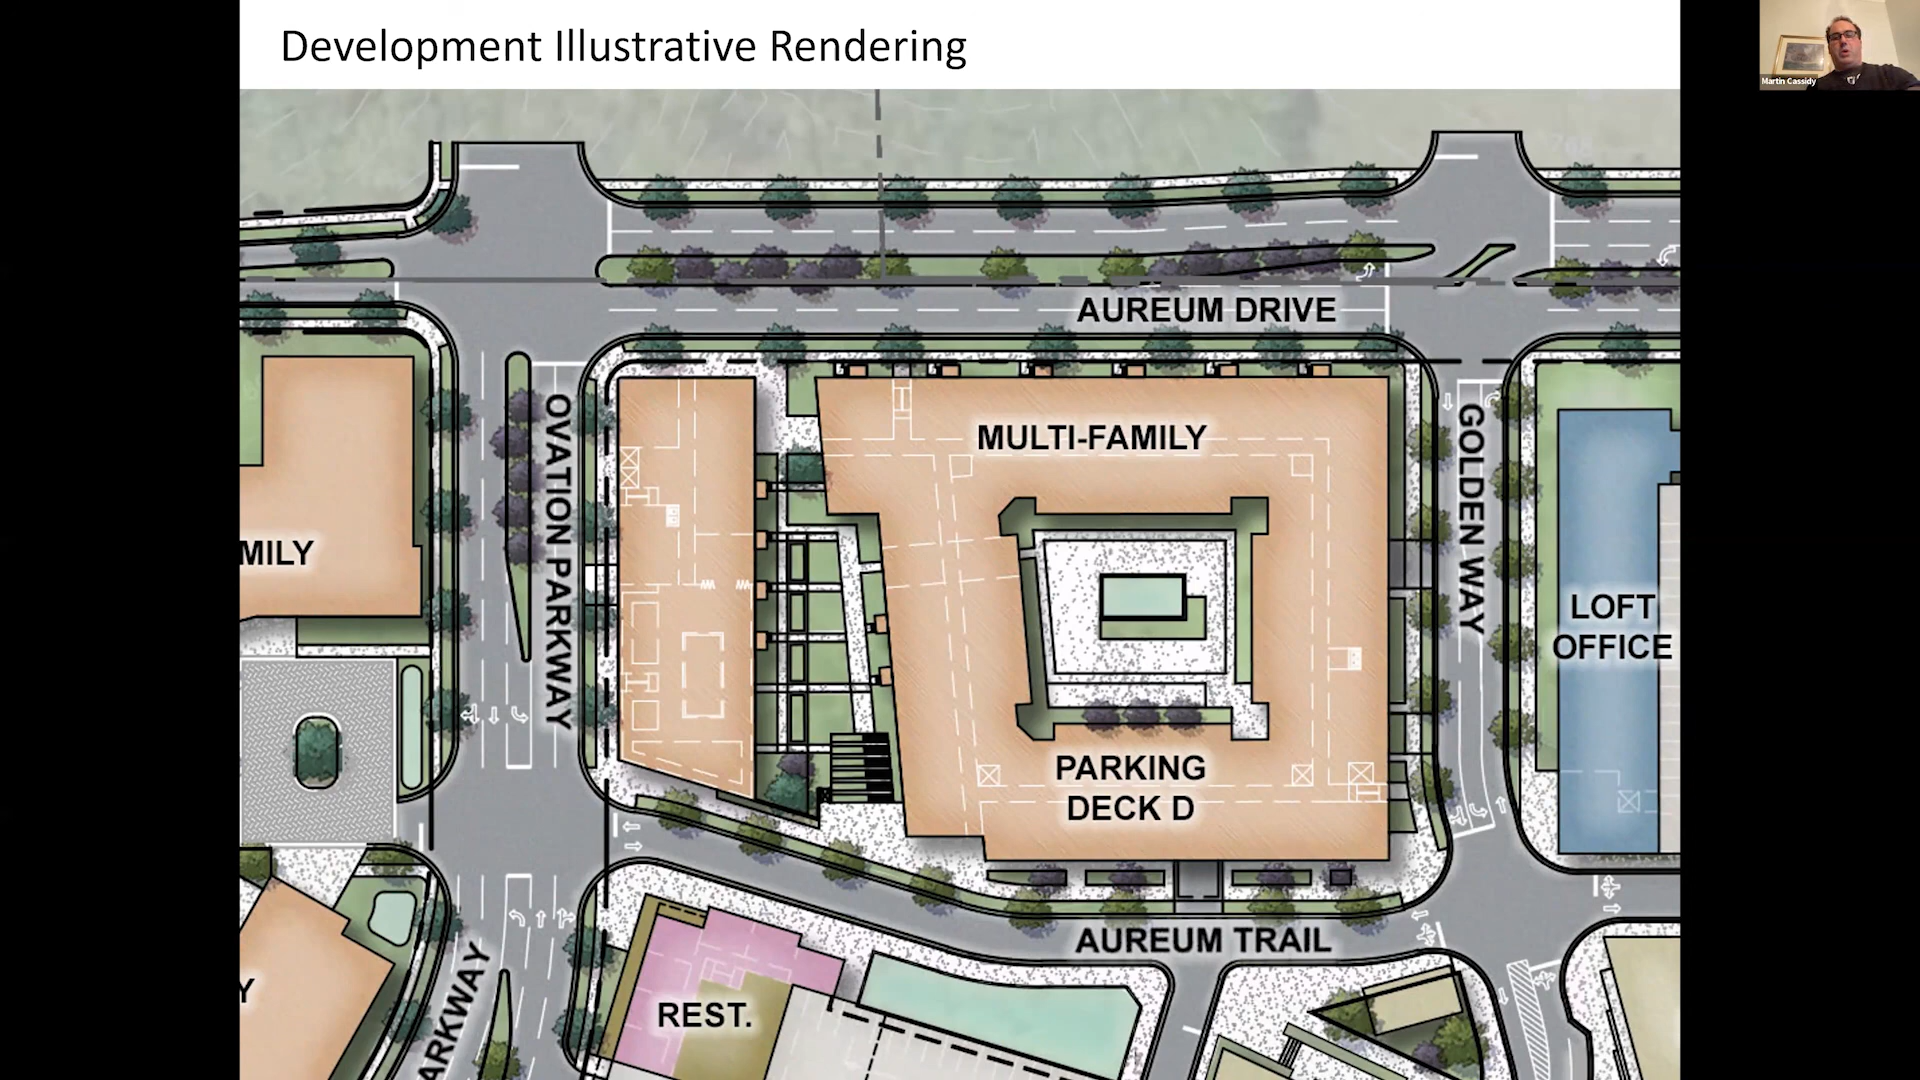 Development Illustrative Rendering
Martin Cassidy
768
AUREUM DRIVE
MULTI-FAMILY
OVATION PARKWAY
GOLDEN WAY
MILY
LOFT
OFFICE
PARKING
DECK D
AUREUM TRAIL
Y
ARKWAY
REST.